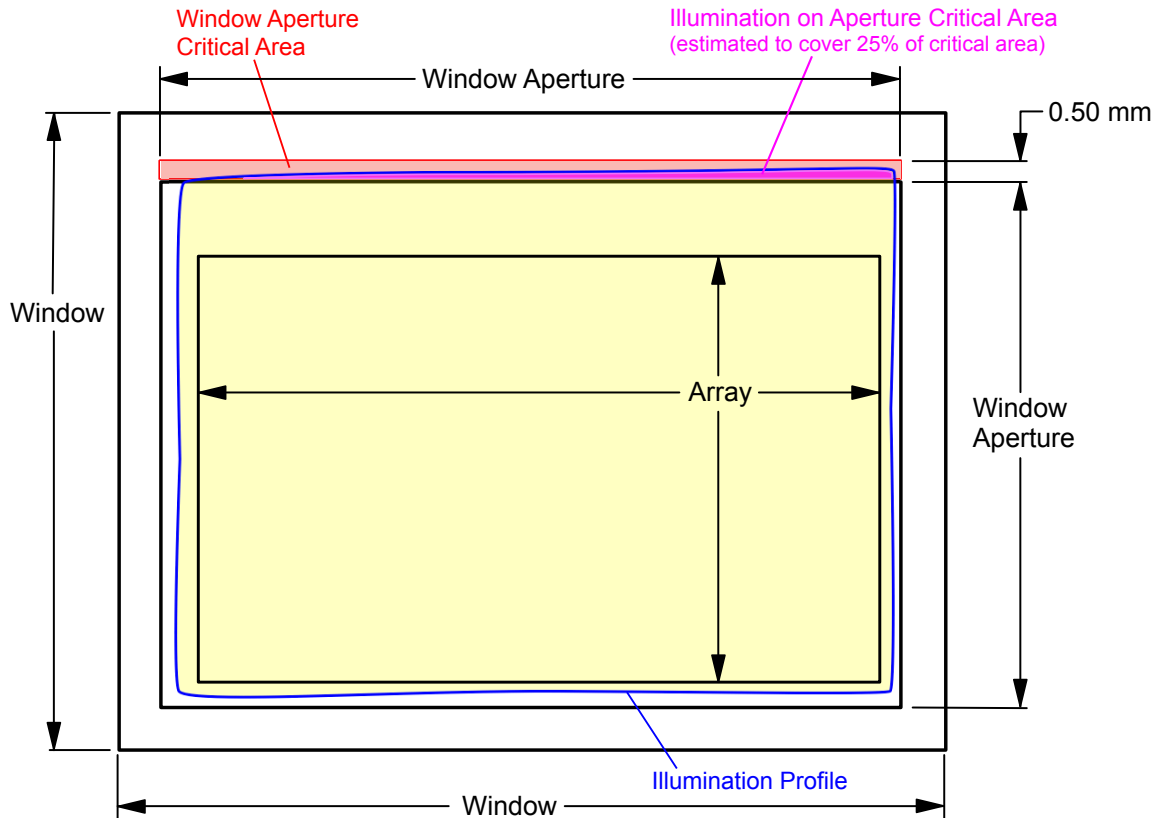 Window Aperture
Critical Area
Illumination on Aperture Critical Area
(estimated to cover 25% of critical area)
Window Aperture
0.50 mm
Window
Array
Window
Aperture
Illumination Profile
Window